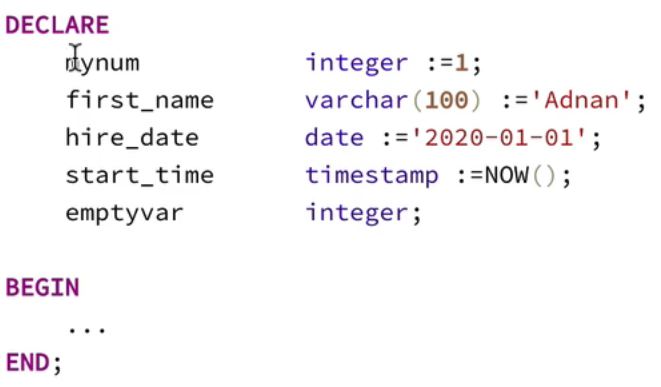 DECLARE
mynum integer :=1;
first_name varchar(100) :='Adnan';
hire_date date :='2020-01-01';
start_time timestamp :=NOW();
emptyvar integer;
BEGIN
...
END;